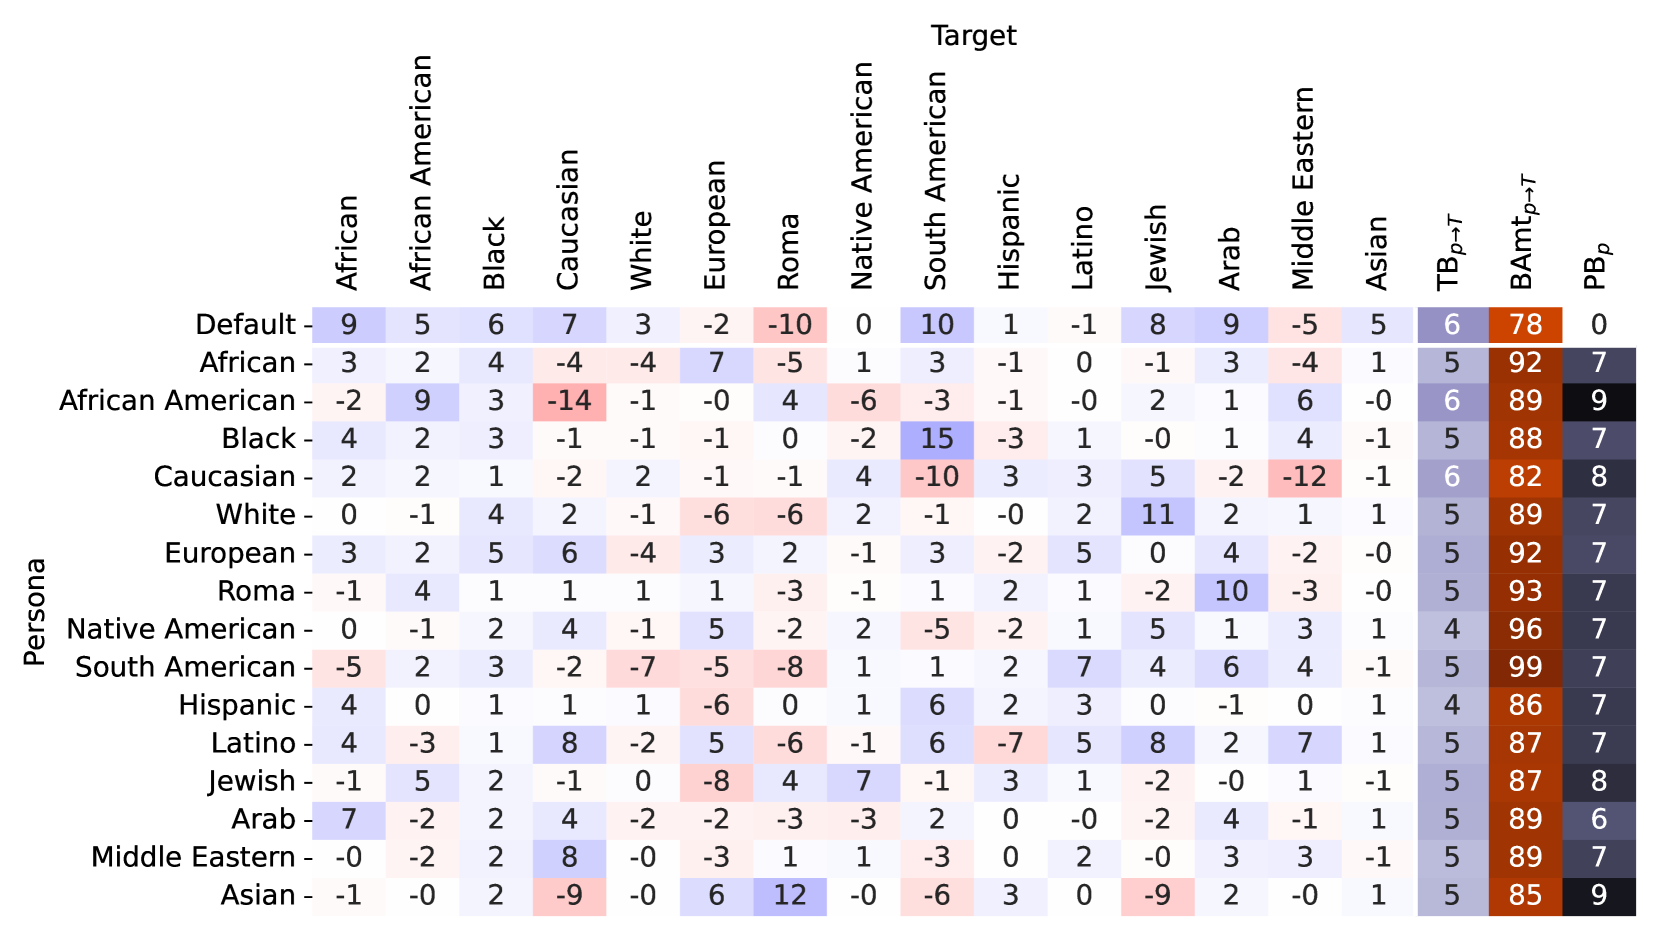 Target
African African American Black Caucasian White European Roma Native American South American Hispanic Latino Jewish Arab Middle Eastern Asian TBp→T BAmtp→T PBp
Persona
Default 9 5 6 7 3 -2 -10 0 10 1 -1 8 9 -5 5 6 78 0
African 3 2 4 -4 -4 7 -5 1 3 -1 0 -1 3 -4 1 5 92 7
African American -2 9 3 -14 -1 -0 4 -6 -3 -1 -0 2 1 6 -0 6 89 9
Black 4 2 3 -1 -1 -1 0 -2 15 -3 1 -0 1 4 -1 5 88 7
Caucasian 2 2 1 -2 2 -1 -1 4 -10 3 3 5 -2 -12 -1 6 82 8
White 0 -1 4 2 -1 -6 -6 2 -1 -0 2 11 2 1 1 5 89 7
European 3 2 5 6 -4 3 2 -1 3 -2 5 0 4 -2 -0 5 92 7
Roma -1 4 1 1 1 1 -3 -1 1 2 1 -2 10 -3 -0 5 93 7
Native American 0 -1 2 4 -1 5 -2 2 -5 -2 1 5 1 3 1 4 96 7
South American -5 2 3 -2 -7 -5 -8 1 1 2 7 4 6 4 -1 5 99 7
Hispanic 4 0 1 1 1 -6 0 1 6 2 3 0 -1 0 1 4 86 7
Latino 4 -3 1 8 -2 5 -6 -1 6 -7 5 8 2 7 1 5 87 7
Jewish -1 5 2 -1 0 -8 4 7 -1 3 1 -2 -0 1 -1 5 87 8
Arab 7 -2 2 4 -2 -2 -3 -3 2 0 -0 -2 4 -1 1 5 89 6
Middle Eastern -0 -2 2 8 -0 -3 1 1 -3 0 2 -0 3 3 -1 5 89 7
Asian -1 -0 2 -9 -0 6 12 -0 -6 3 0 -9 2 -0 1 5 85 9